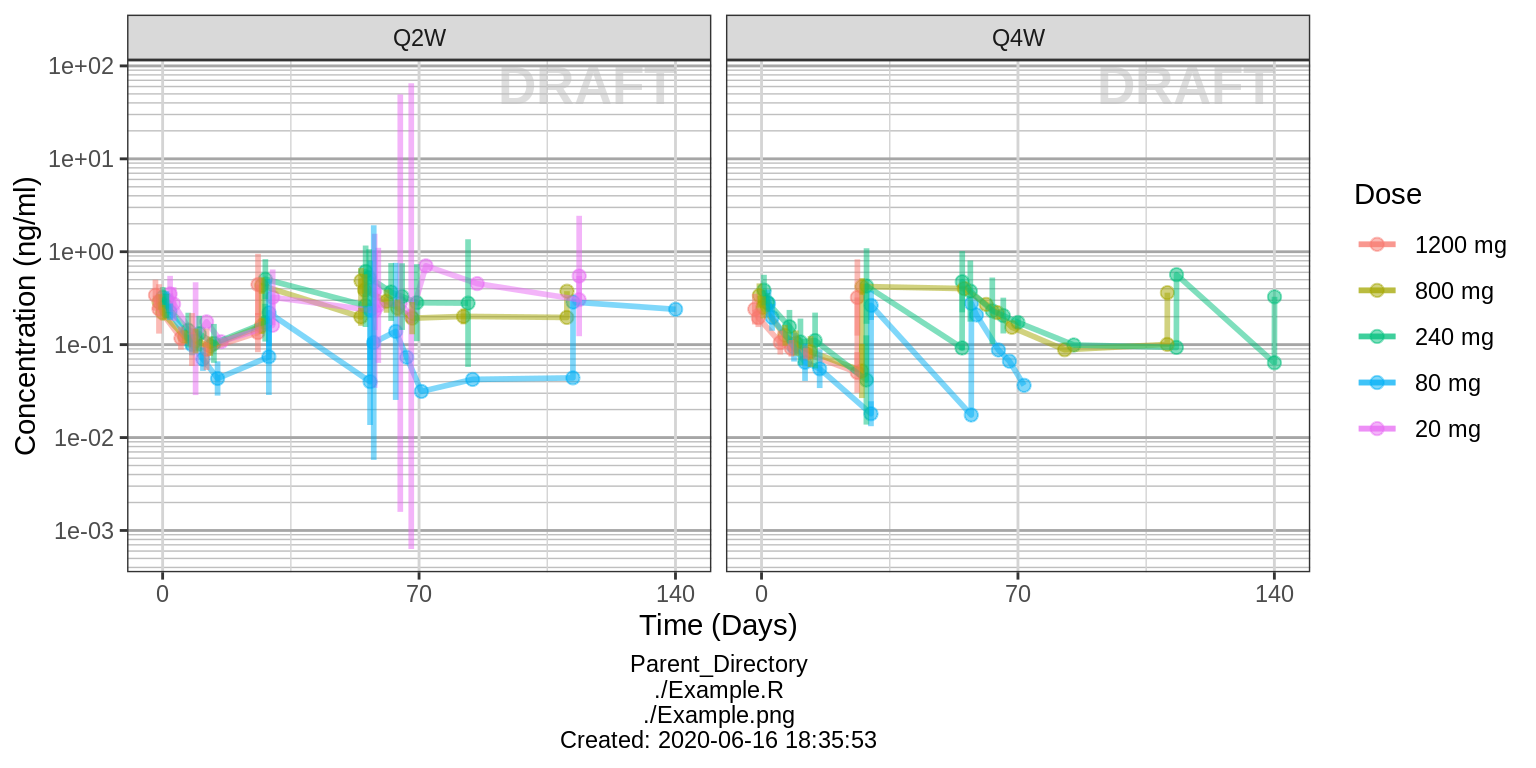 Q2W
Q4W
DRAFT
DRAFT
1e+02
1e+01
1e+00
1e-01
1e-02
1e-03
Concentration (ng/ml)
0
70
140
0
70
140
Time (Days)
Dose
1200 mg
800 mg
240 mg
80 mg
20 mg
Parent_Directory
./Example.R
./Example.png
Created: 2020-06-16 18:35:53